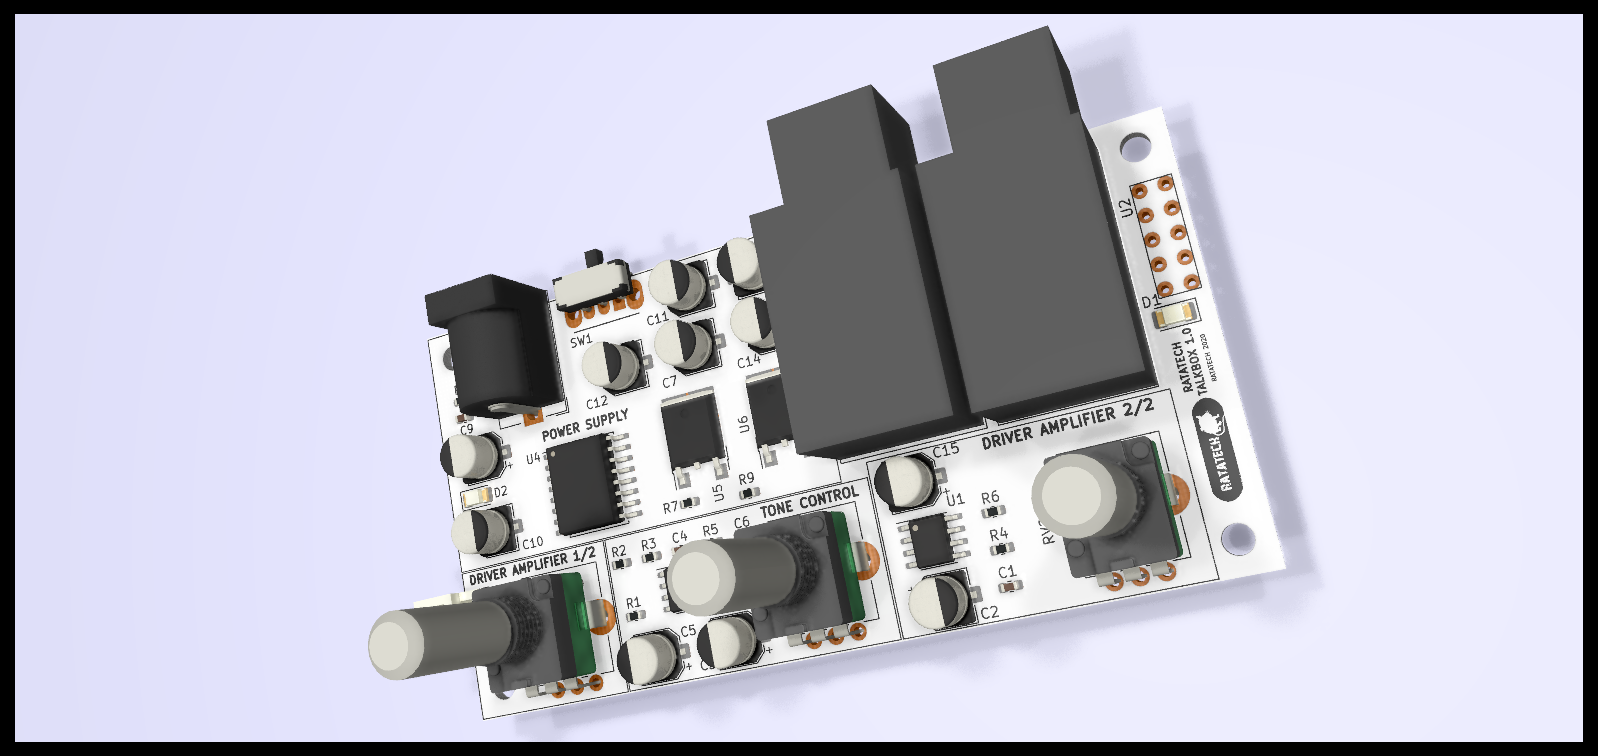 U2
D1
RATATECH
TALKBOX 1.0
RATATECH 2020
RATATECH
SW1
C11
C7
C14
C12
POWER SUPPLY
C9
+
U4
D2
C10
U5
U6
R7
R9
DRIVER AMPLIFIER 2/2
C15
+
U1
R6
R4
C1
C2
TONE CONTROL
C6
R5
C4
R3
R2
R1
C5
+
+
DRIVER AMPLIFIER 1/2